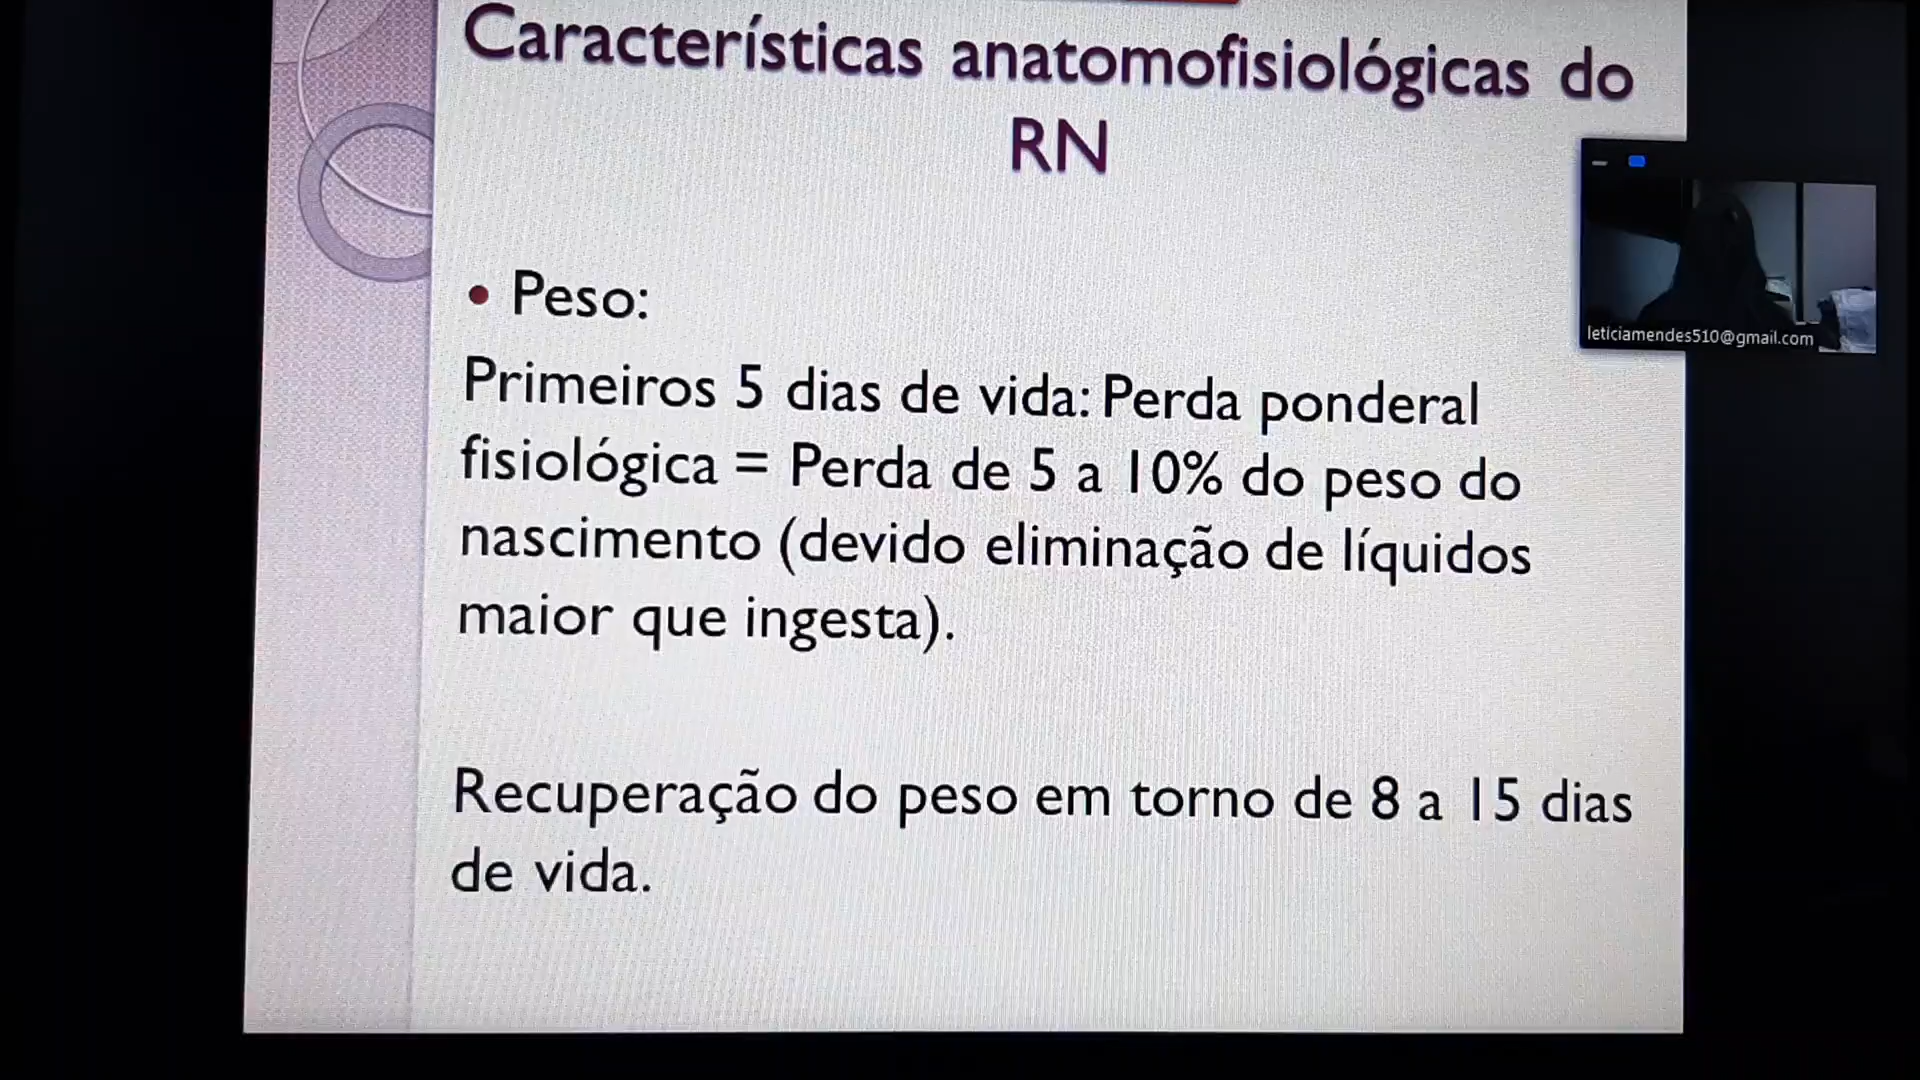 Características anatomofisiológicas do
RN
• Peso:
Primeiros 5 dias de vida: Perda ponderal
fisiológica = Perda de 5 a 10% do peso do
nascimento (devido eliminação de líquidos
maior que ingesta).
Recuperação do peso em torno de 8 a 15 dias
de vida.
leticiamendes510@gmail.com